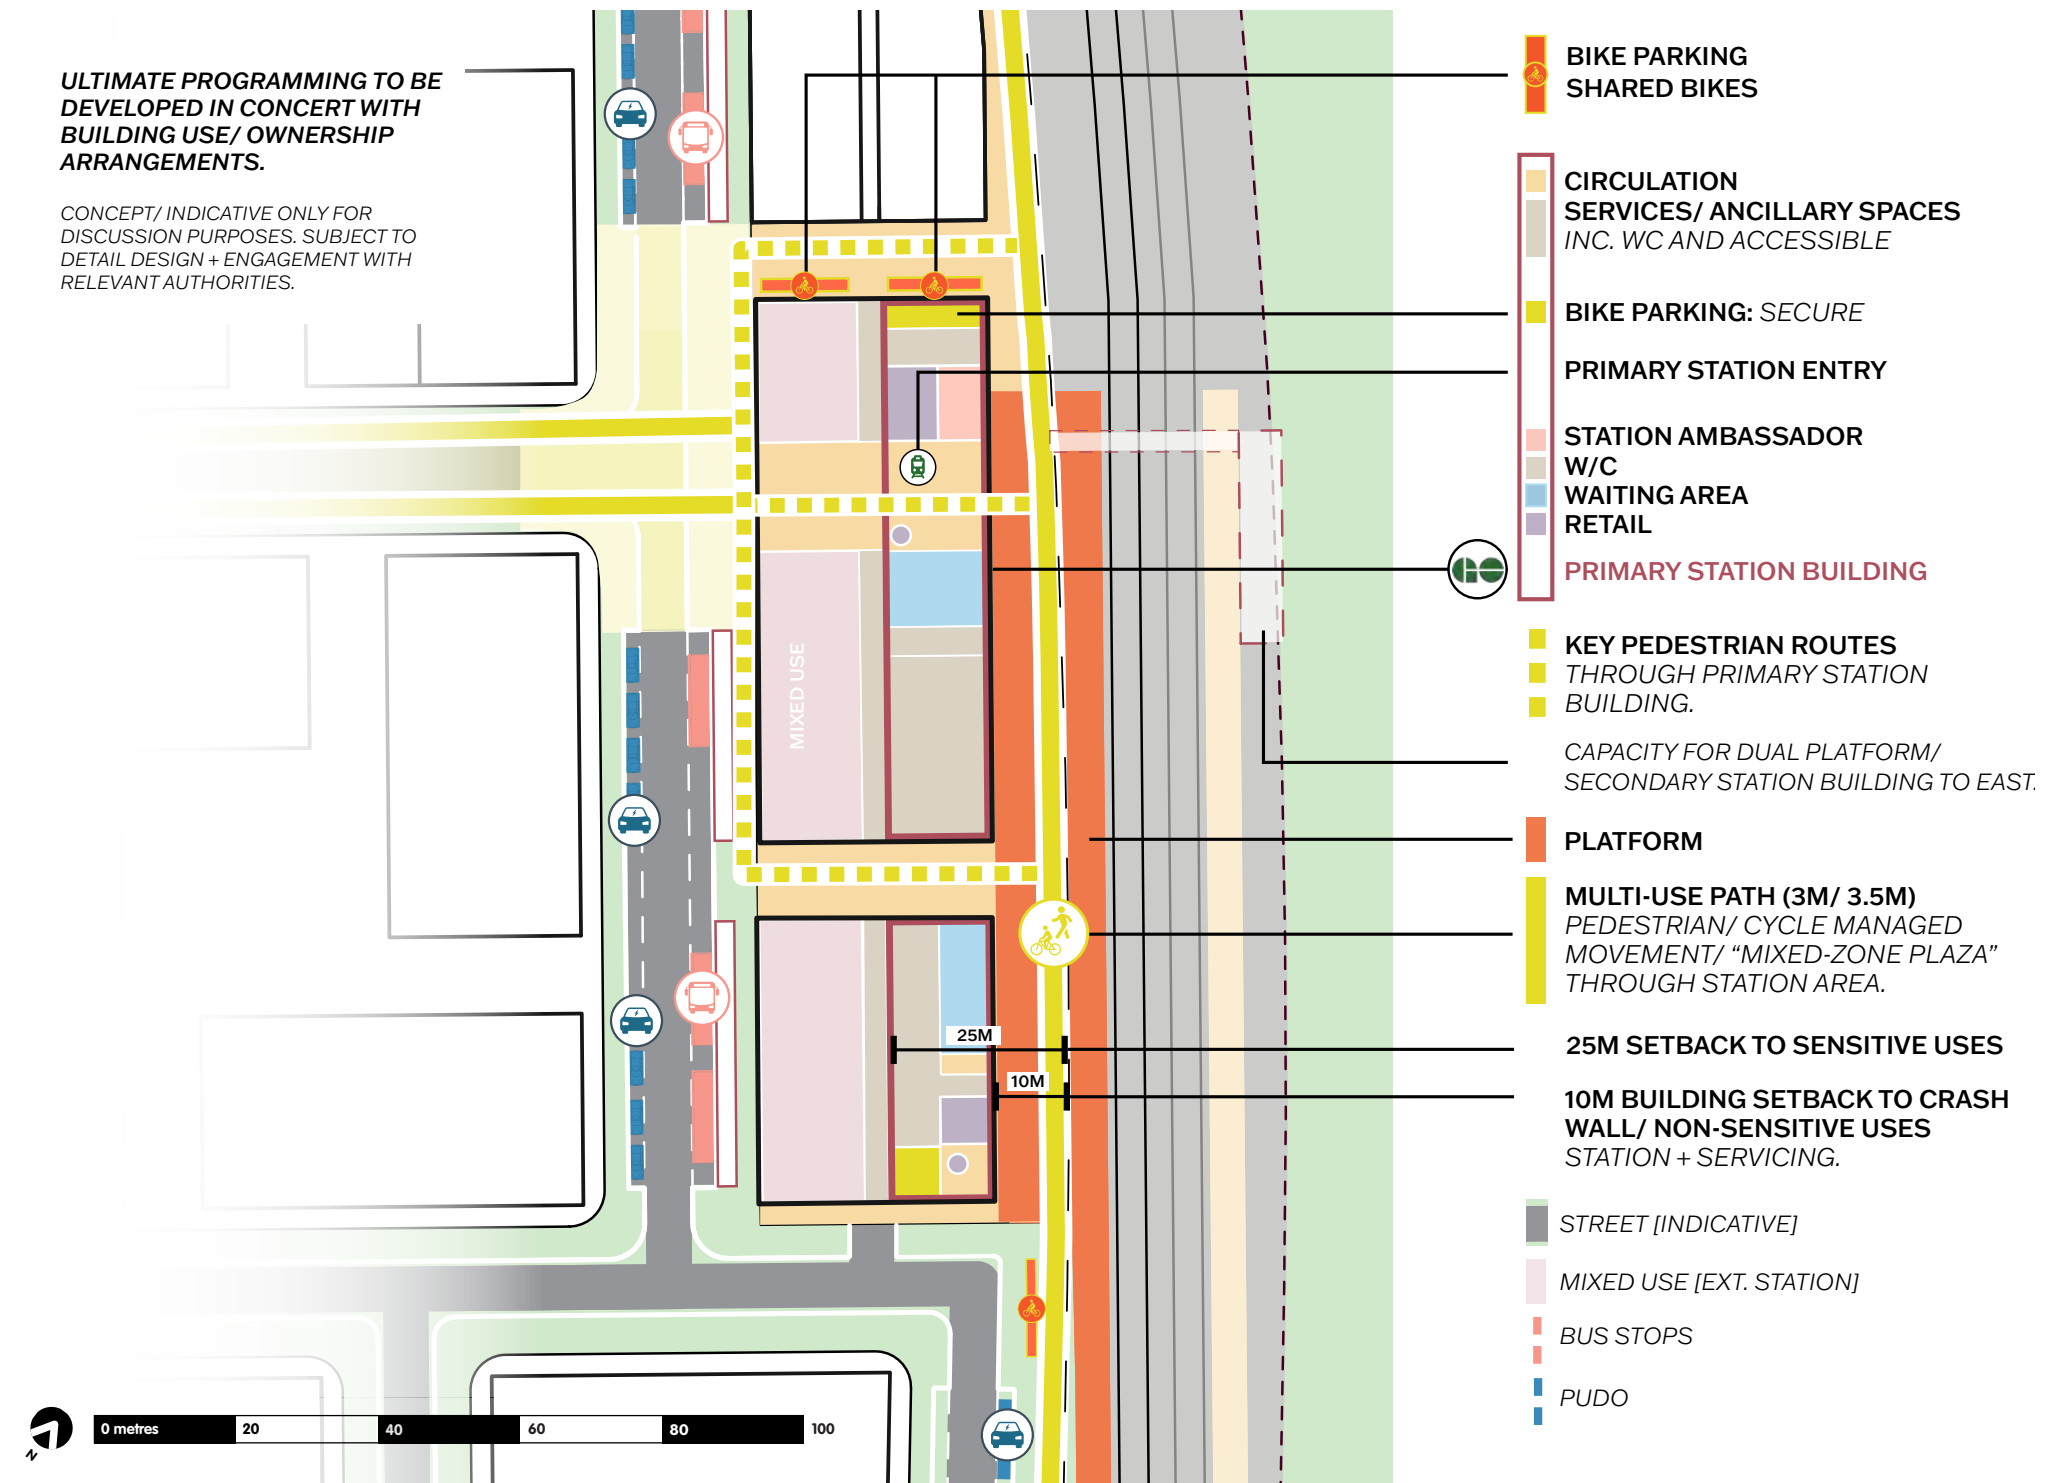 ULTIMATE PROGRAMMING TO BE
DEVELOPED IN CONCERT WITH
BUILDING USE/ OWNERSHIP
ARRANGEMENTS.
CONCEPT/ INDICATIVE ONLY FOR
DISCUSSION PURPOSES. SUBJECT TO
DETAIL DESIGN + ENGAGEMENT WITH
RELEVANT AUTHORITIES.
BIKE PARKING
SHARED BIKES
CIRCULATION
SERVICES/ ANCILLARY SPACES
INC. WC AND ACCESSIBLE
BIKE PARKING: SECURE
PRIMARY STATION ENTRY
STATION AMBASSADOR
W/C
WAITING AREA
RETAIL
GO
PRIMARY STATION BUILDING
KEY PEDESTRIAN ROUTES
THROUGH PRIMARY STATION
BUILDING.
CAPACITY FOR DUAL PLATFORM/
SECONDARY STATION BUILDING TO EAST.
PLATFORM
MULTI-USE PATH (3M/ 3.5M)
PEDESTRIAN/ CYCLE MANAGED
MOVEMENT/ “MIXED-ZONE PLAZA”
THROUGH STATION AREA.
25M SETBACK TO SENSITIVE USES
10M BUILDING SETBACK TO CRASH
WALL/ NON-SENSITIVE USES
STATION + SERVICING.
STREET [INDICATIVE]
MIXED USE [EXT. STATION]
BUS STOPS
PUDO
MIXED USE
25M
10M
N
0 metres 20 40 60 80 100